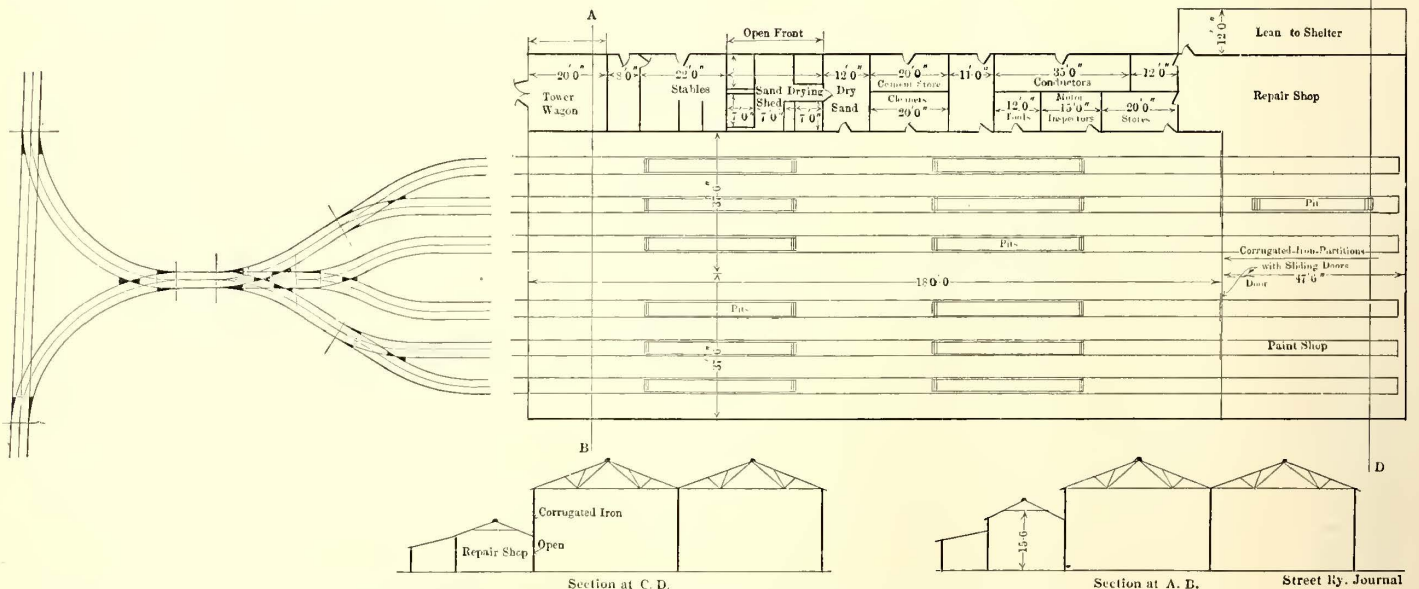 A
Open Front
12'0"
Lean to Shelter
20'0"
8'0"
22'0"
12'0"
20'0"
11'0"
35'0"
12'0"
Tower
Wagon
Stables
Sand Drying
Shed
Dry
Sand
Cement Store
Cleaners
20'0"
Conductors
Repair Shop
7'0"
7'0"
7'0"
12'0"
Tools
Motor
15'0"
Inspectors
20'0"
Stores
37'6"
Pit
Pits
Corrugated-Iron-Partitions
with Sliding Doors
Door
47'6"
180'0
Pits
37'6"
Paint Shop
B
D
Corrugated Iron
Open
Repair Shop
15-6
Section at C. D.
Section at A. B.
Street Ry. Journal